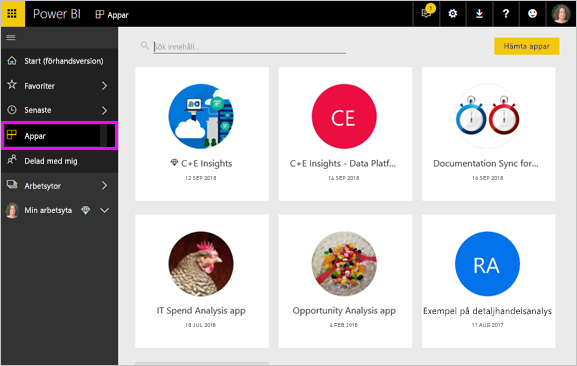 Power BI Appar 1 ?
Start (förhandsversion)
Favoriter
Senaste
Appar
Delad med mig
Arbetsytor
Min arbetsyta
Sök innehåll...
Hämta appar
C+E Insights
12 SEP 2018
CE
C+E Insights - Data Platf...
14 SEP 2018
Documentation Sync for...
16 SEP 2018
IT Spend Analysis app
18 JUL 2018
Opportunity Analysis app
4 FEB 2018
RA
Exempel på detaljhandelsanalys
11 AUG 2017